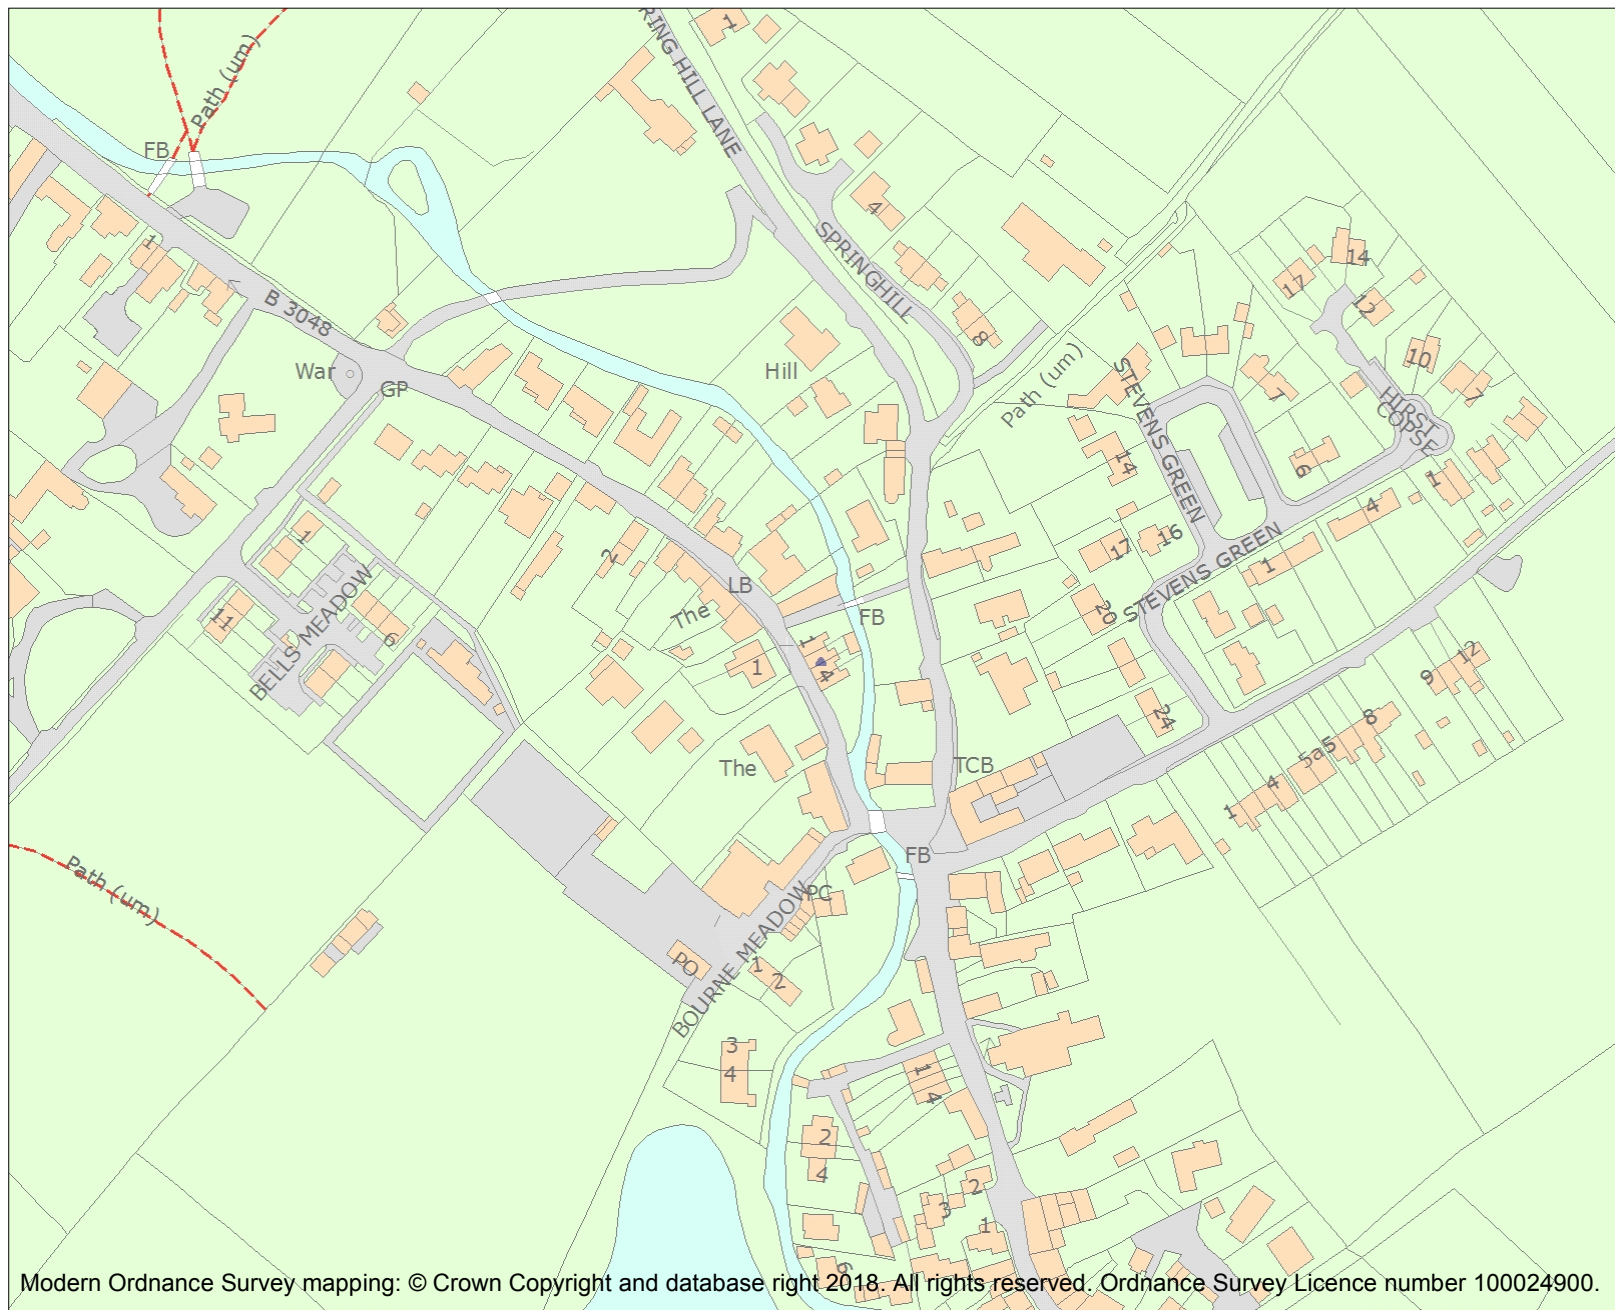 RING HILL LANE
1
Path (um)
FB
4
SPRINGHILL
14
17
12
1
B 3048
8
10
War
GP
Hill
Path (um)
STEVENS GREEN
7
HIRST
COPSE
7
14
6
1
4
1
2
17
16
STEVENS GREEN
1
LB
The
FB
20
11
BELLS MEADOW
6
1
1
4
9
12
24
8
5a5
The
TCB
4
1
FB
Path (um)
PC
BOURNE MEADOW
PO
1
2
3
4
1
4
2
4
2
3
1
6
Modern Ordnance Survey mapping: © Crown Copyright and database right 2018. All rights reserved. Ordnance Survey Licence number 100024900.